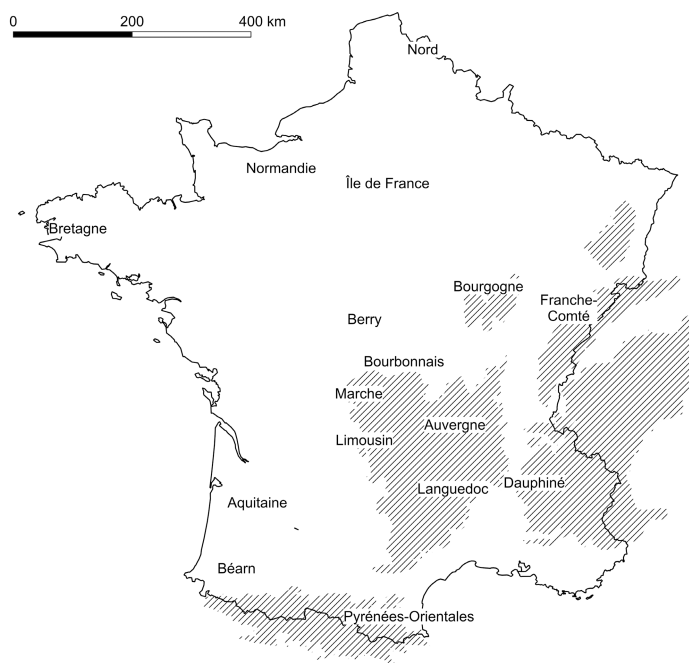 0 200 400 km
Nord
Normandie
Île de France
Bretagne
Bourgogne
Franche-
Comté
Berry
Bourbonnais
Marche
Auvergne
Limousin
Dauphiné
Languedoc
Aquitaine
Béarn
Pyrénées-Orientales